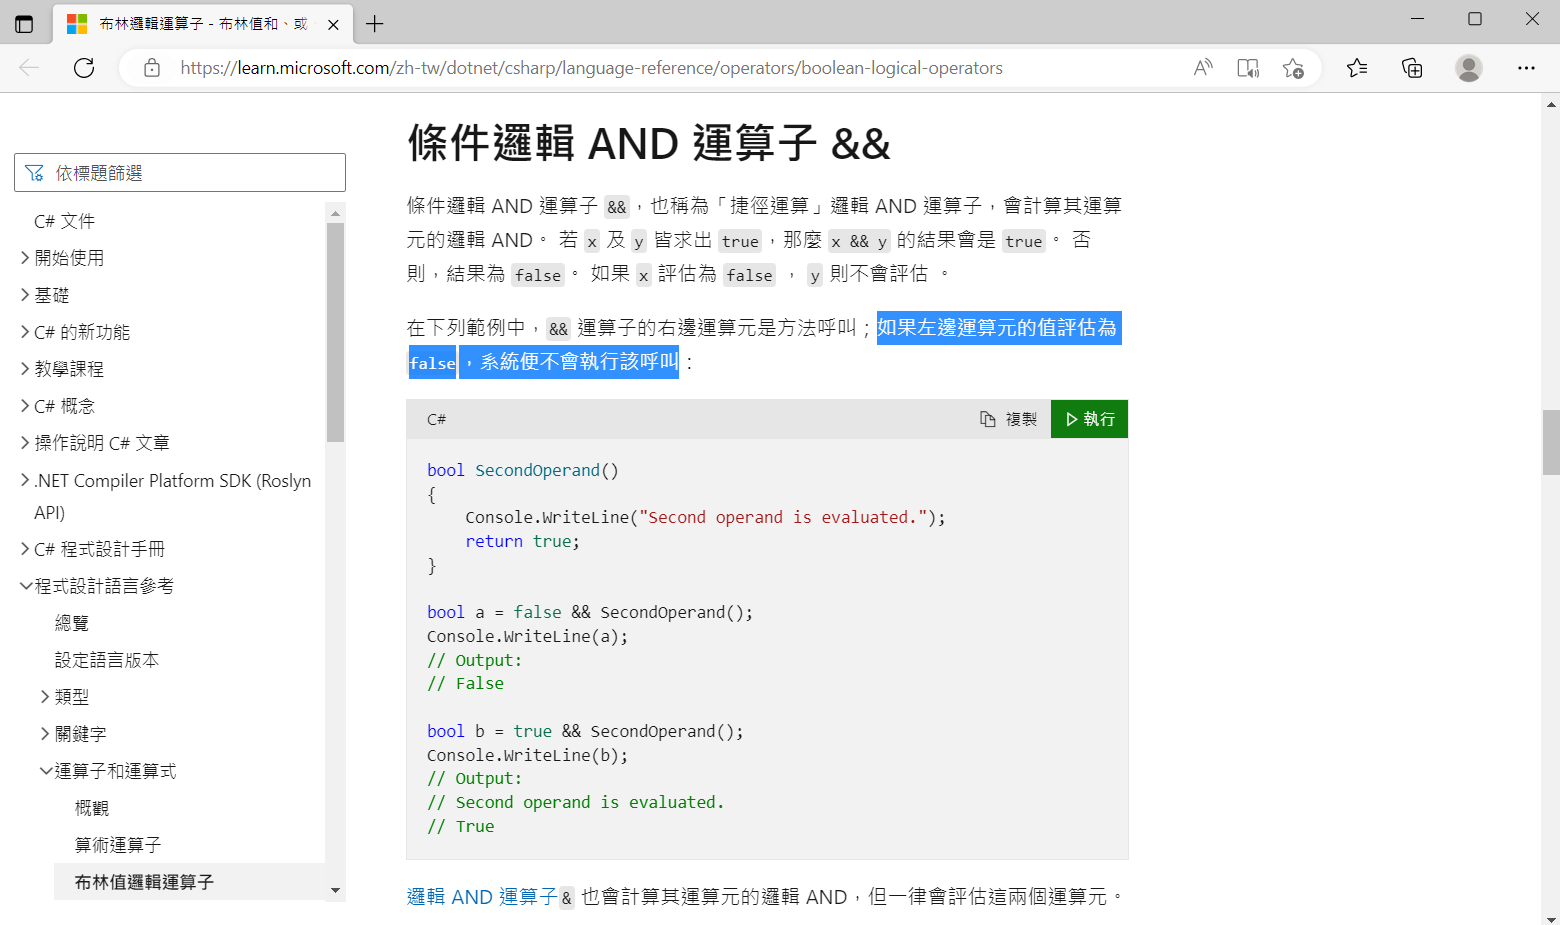 布林邏輯運算子 - 布林值和、或
https://learn.microsoft.com/zh-tw/dotnet/csharp/language-reference/operators/boolean-logical-operators
依標題篩選
C# 文件
開始使用
基礎
C# 的新功能
教學課程
C# 概念
操作說明 C# 文章
.NET Compiler Platform SDK (Roslyn
API)
C# 程式設計手冊
程式設計語言參考
總覽
設定語言版本
類型
關鍵字
運算子和運算式
概觀
算術運算子
布林值邏輯運算子
條件邏輯 AND 運算子 &&
條件邏輯 AND 運算子 &&，也稱為「捷徑運算」邏輯 AND 運算子，會計算其運算
元的邏輯 AND。 若 x 及 y 皆求出 true，那麼 x && y 的結果會是 true。 否
則，結果為 false。 如果 x 評估為 false ， y 則不會評估 。
在下列範例中，&& 運算子的右邊運算元是方法呼叫；如果左邊運算元的值評估為
false，系統便不會執行該呼叫：
C#
複製
執行
bool SecondOperand()
{
    Console.WriteLine("Second operand is evaluated.");
    return true;
}
bool a = false && SecondOperand();
Console.WriteLine(a);
// Output:
// False
bool b = true && SecondOperand();
Console.WriteLine(b);
// Output:
// Second operand is evaluated.
// True
邏輯 AND 運算子& 也會計算其運算元的邏輯 AND，但一律會評估這兩個運算元。